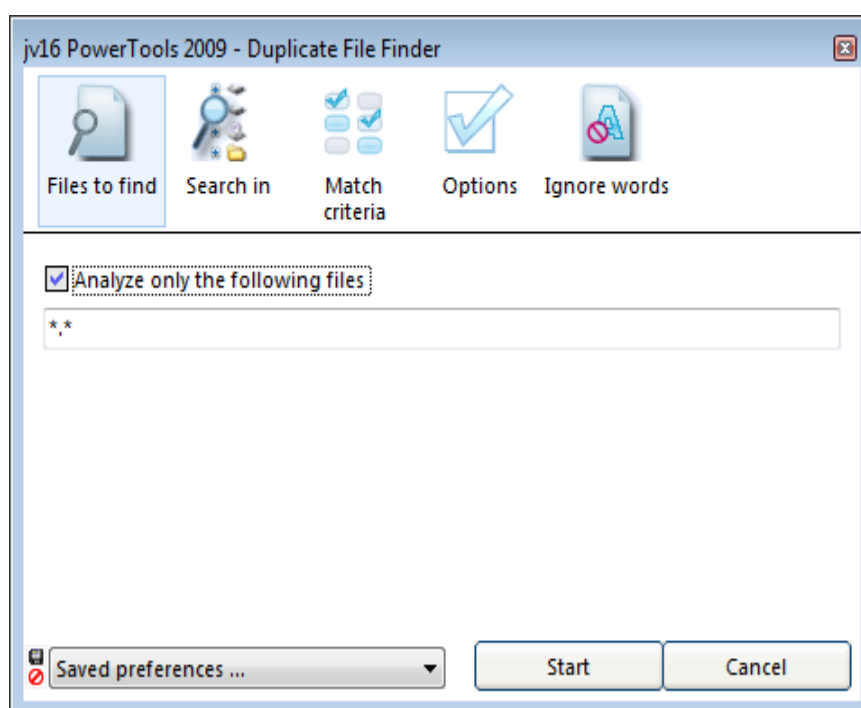 jv16 PowerTools 2009 - Duplicate File Finder
Files to find
Search in
Match
criteria
Options
Ignore words
Analyze only the following files
*.*
Saved preferences ...
Start
Cancel